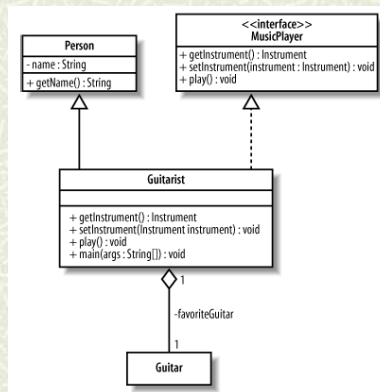 Person
- name : String
+ getName() : String
<<interface>>
MusicPlayer
+ getInstrument() : Instrument
+ setInstrument(instrument : Instrument) : void
+ play() : void
Guitarist
+ getInstrument() : Instrument
+ setInstrument(Instrument instrument) : void
+ play() : void
+ main(args : String[]) : void
1
-favoriteGuitar
1
Guitar